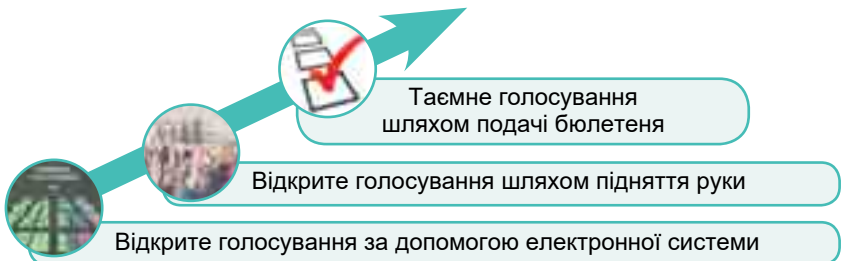 Таємне голосування
шляхом подачі бюлетеня
Відкрите голосування шляхом підняття руки
Відкрите голосування за допомогою електронної системи